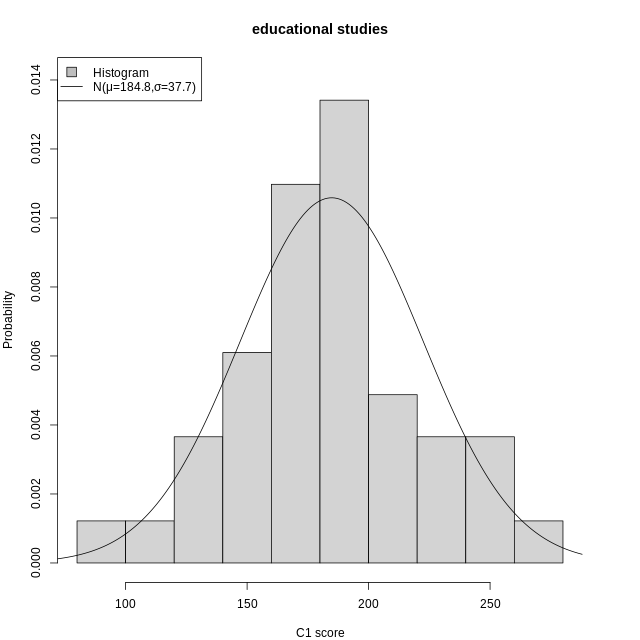 educational studies
Histogram
N(μ=184.8,σ=37.7)
Probability
0.014
0.012
0.010
0.008
0.006
0.004
0.002
0.000
100 150 200 250
C1 score